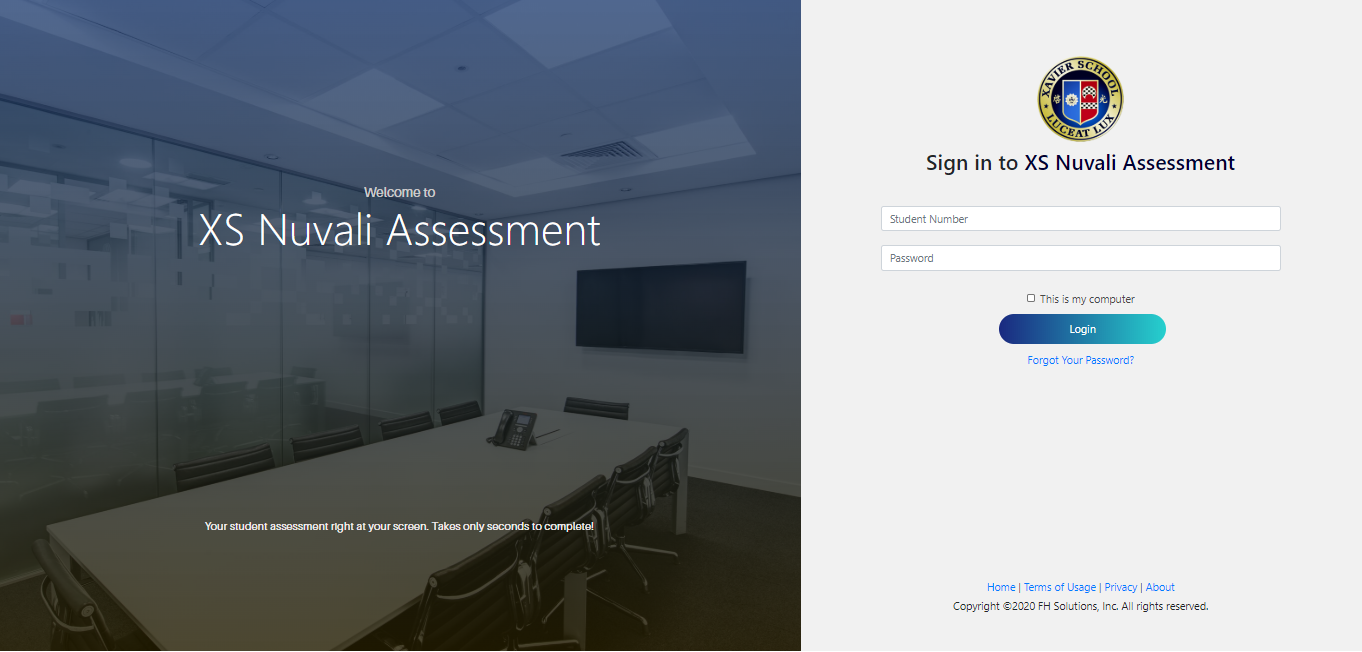 Welcome to
XS Nuvali Assessment
Your student assessment right at your screen. Takes only seconds to complete!
XAVIER SCHOOL
LUCEAT LUX
Sign in to XS Nuvali Assessment
Student Number
Password
This is my computer
Login
Forgot Your Password?
Home | Terms of Usage | Privacy | About
Copyright ©2020 FH Solutions, Inc. All rights reserved.